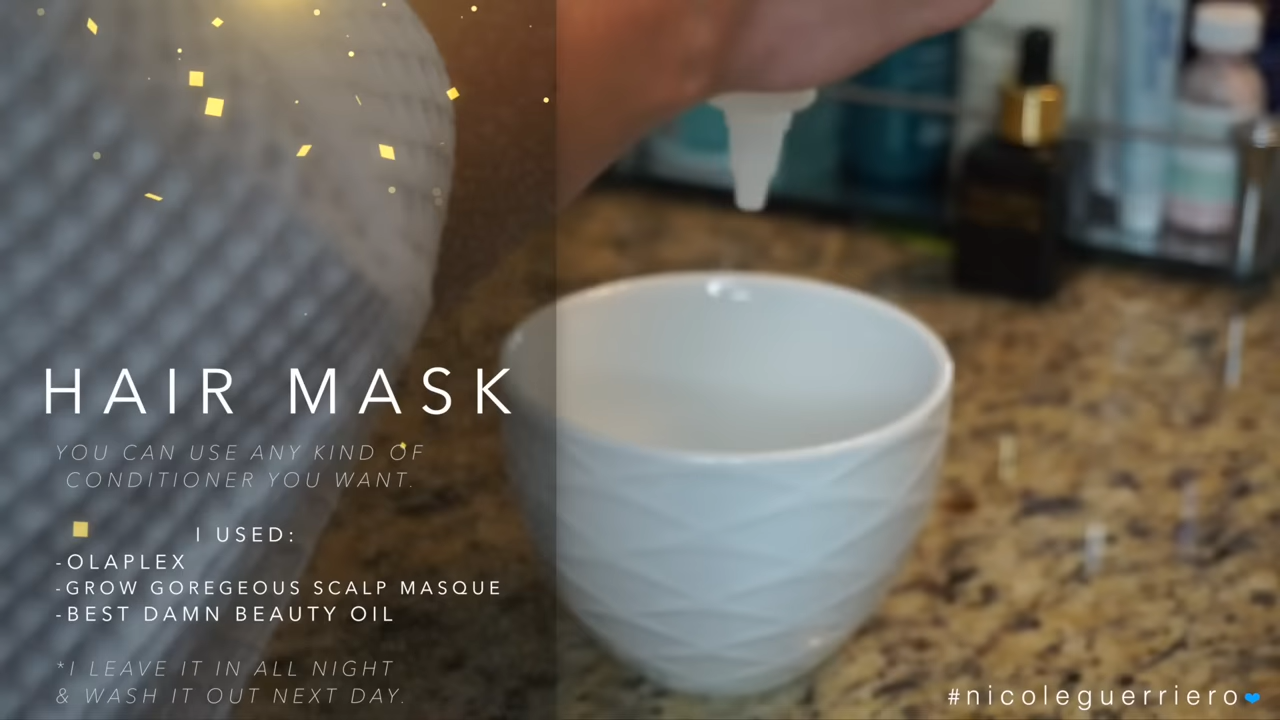 HAIR MASK
YOU CAN USE ANY KIND OF
CONDITIONER YOU WANT.
I USED:
-OLAPLEX
-GROW GOREGEOUS SCALP MASQUE
-BEST DAMN BEAUTY OIL
*I LEAVE IT IN ALL NIGHT
& WASH IT OUT NEXT DAY.
#nicoleguerriero💙